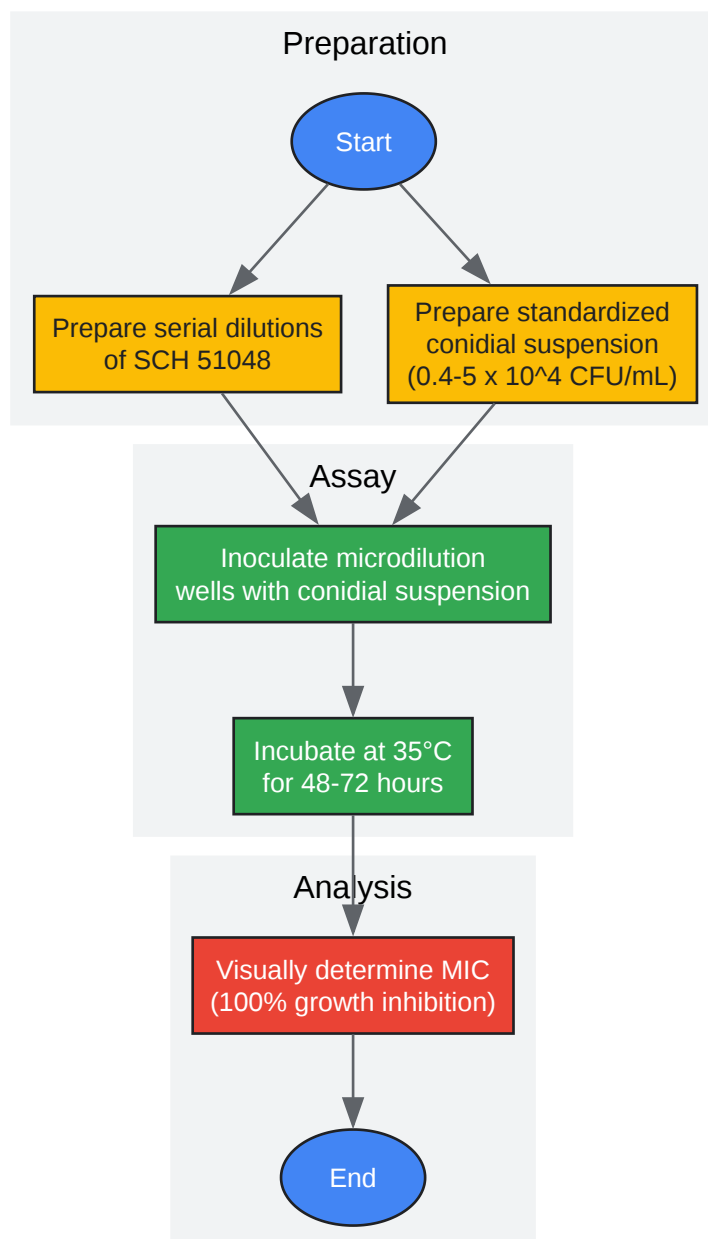 Preparation
Start
Prepare serial dilutions
of SCH 51048
Prepare standardized
conidial suspension
(0.4-5 x 10^4 CFU/mL)
Assay
Inoculate microdilution
wells with conidial suspension
Incubate at 35°C
for 48-72 hours
Analysis
Visually determine MIC
(100% growth inhibition)
End